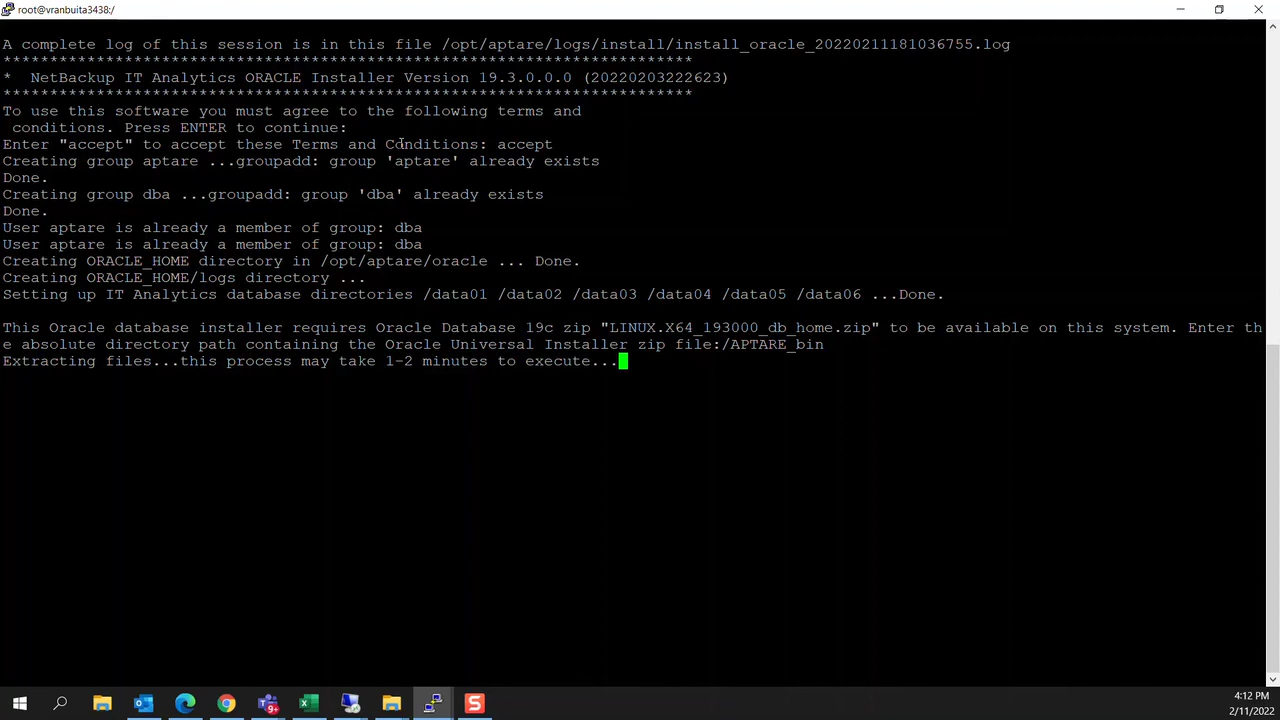 root@vranbuita3438:/
A complete log of this session is in this file /opt/aptare/logs/install/install_oracle_20220211181036755.log
**************************************************************************
*  NetBackup IT Analytics ORACLE Installer Version 19.3.0.0.0 (20220203222623)
**************************************************************************
To use this software you must agree to the following terms and
 conditions. Press ENTER to continue:
Enter "accept" to accept these Terms and Conditions: accept
Creating group aptare ...groupadd: group 'aptare' already exists
Done.
Creating group dba ...groupadd: group 'dba' already exists
Done.
User aptare is already a member of group: dba
User aptare is already a member of group: dba
Creating ORACLE_HOME directory in /opt/aptare/oracle ... Done.
Creating ORACLE_HOME/logs directory ...
Setting up IT Analytics database directories /data01 /data02 /data03 /data04 /data05 /data06 ...Done.
This Oracle database installer requires Oracle Database 19c zip "LINUX.X64_193000_db_home.zip" to be available on this system. Enter th
e absolute directory path containing the Oracle Universal Installer zip file:/APTARE_bin
Extracting files...this process may take 1-2 minutes to execute...
9+
S
4:12 PM
2/11/2022